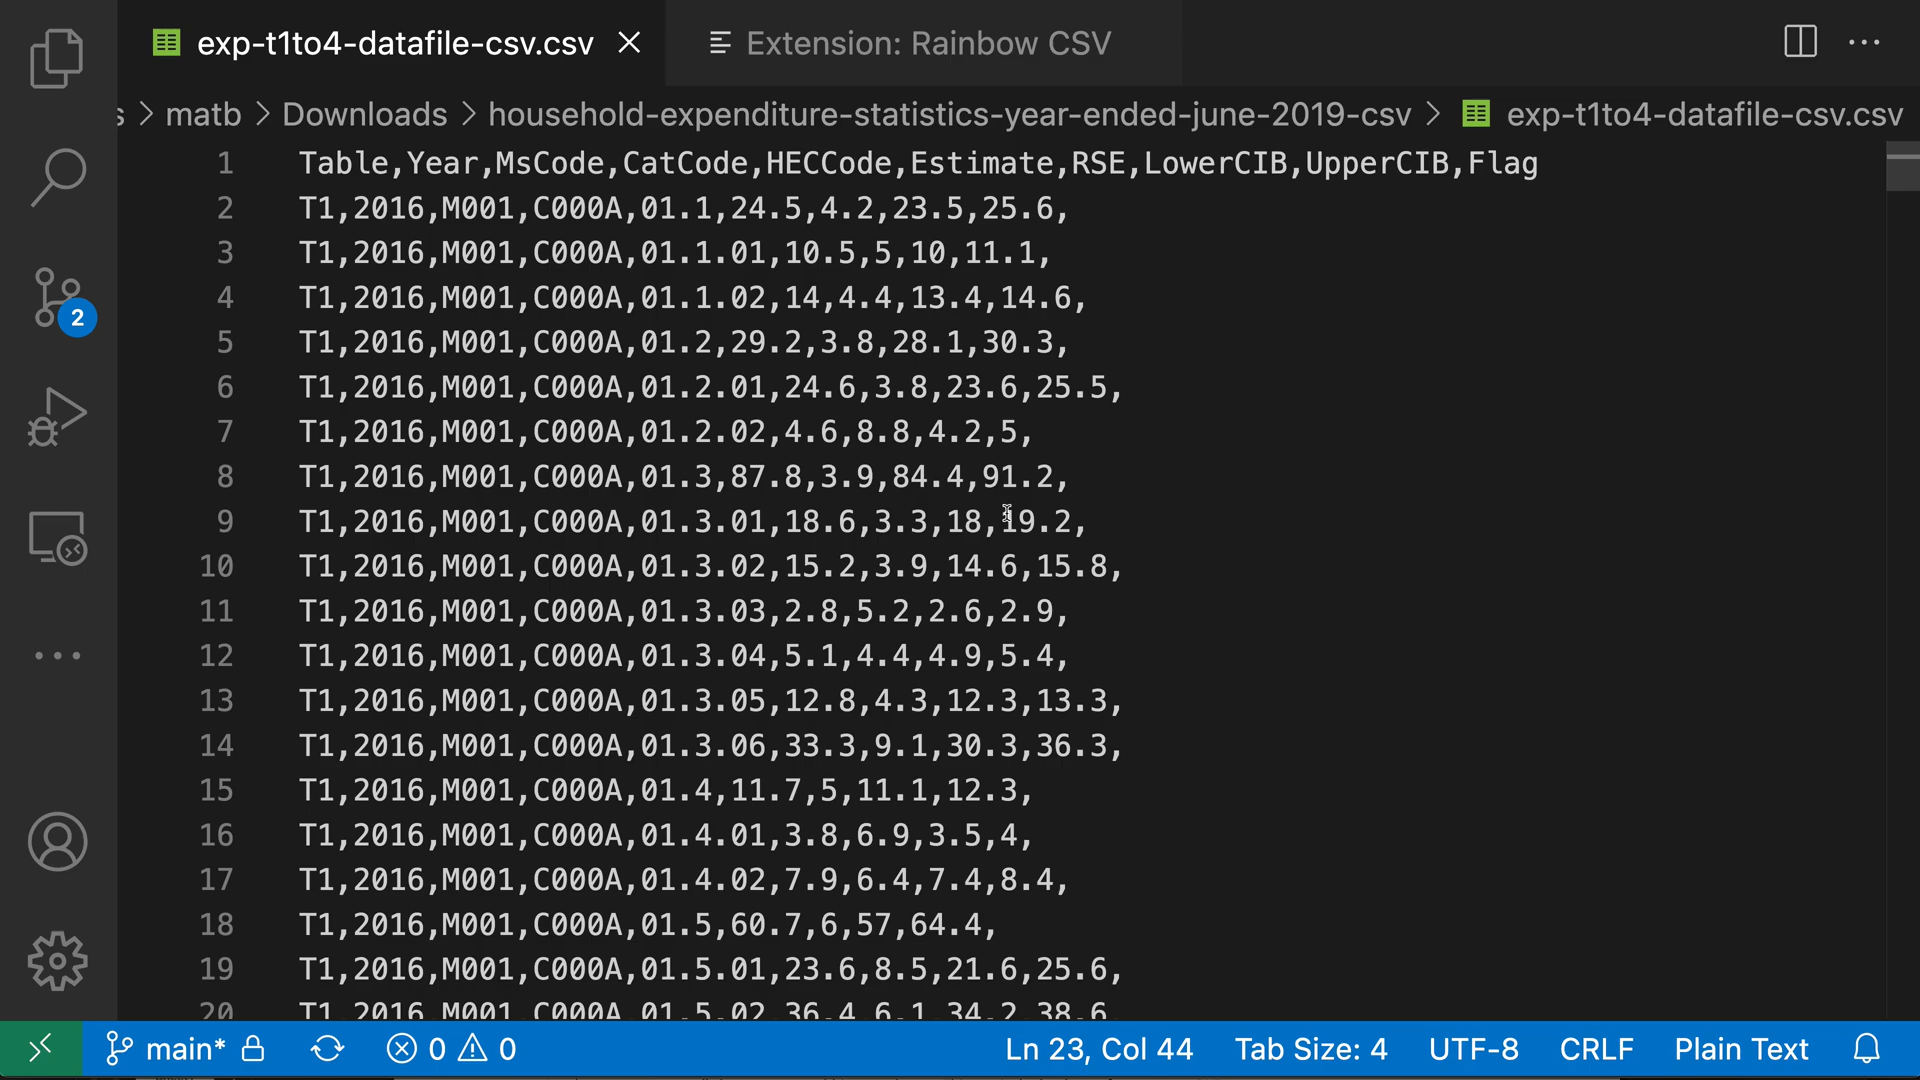 exp-t1to4-datafile-csv.csv
Extension: Rainbow CSV
s > matb > Downloads > household-expenditure-statistics-year-ended-june-2019-csv > exp-t1to4-datafile-csv.csv
1 Table,Year,MsCode,CatCode,HECCode,Estimate,RSE,LowerCIB,UpperCIB,Flag
2 T1,2016,M001,C000A,01.1,24.5,4.2,23.5,25.6,
3 T1,2016,M001,C000A,01.1.01,10.5,5,10,11.1,
4 T1,2016,M001,C000A,01.1.02,14,4.4,13.4,14.6,
5 T1,2016,M001,C000A,01.2,29.2,3.8,28.1,30.3,
6 T1,2016,M001,C000A,01.2.01,24.6,3.8,23.6,25.5,
7 T1,2016,M001,C000A,01.2.02,4.6,8.8,4.2,5,
8 T1,2016,M001,C000A,01.3,87.8,3.9,84.4,91.2,
9 T1,2016,M001,C000A,01.3.01,18.6,3.3,18,19.2,
10 T1,2016,M001,C000A,01.3.02,15.2,3.9,14.6,15.8,
11 T1,2016,M001,C000A,01.3.03,2.8,5.2,2.6,2.9,
12 T1,2016,M001,C000A,01.3.04,5.1,4.4,4.9,5.4,
13 T1,2016,M001,C000A,01.3.05,12.8,4.3,12.3,13.3,
14 T1,2016,M001,C000A,01.3.06,33.3,9.1,30.3,36.3,
15 T1,2016,M001,C000A,01.4,11.7,5,11.1,12.3,
16 T1,2016,M001,C000A,01.4.01,3.8,6.9,3.5,4,
17 T1,2016,M001,C000A,01.4.02,7.9,6.4,7.4,8.4,
18 T1,2016,M001,C000A,01.5,60.7,6,57,64.4,
19 T1,2016,M001,C000A,01.5.01,23.6,8.5,21.6,25.6,
20 T1,2016,M001,C000A,01.5.02,36.4,6.1,34.2,38.6,
2
main* 0 0 Ln 23, Col 44 Tab Size: 4 UTF-8 CRLF Plain Text